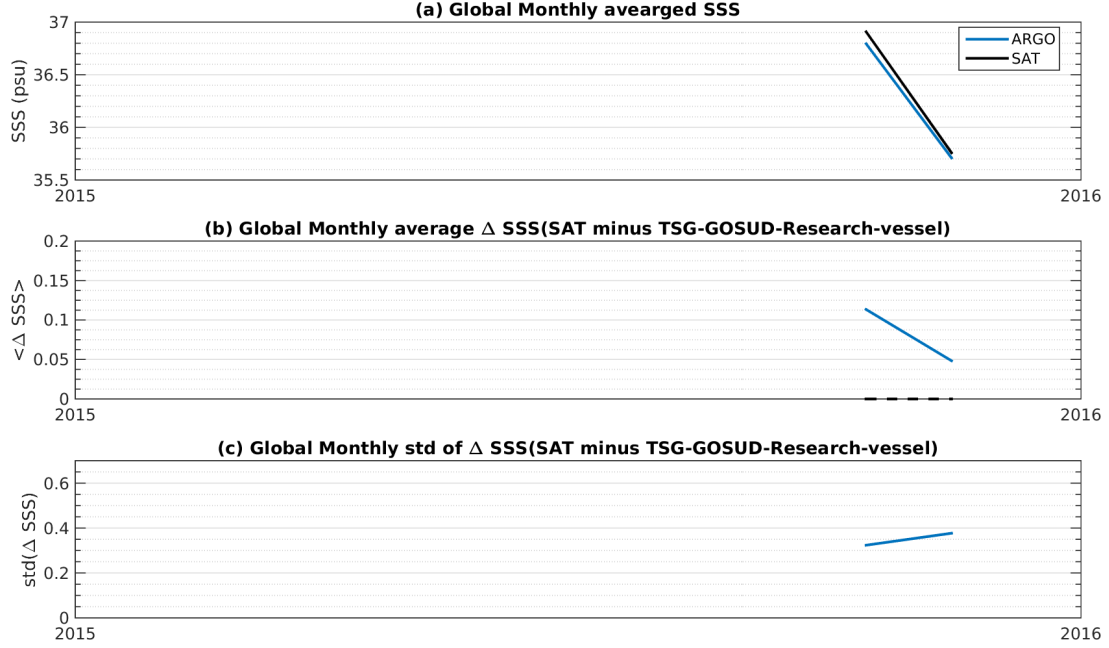 (a) Global Monthly avearged SSS
37
36.5
36
35.5
SSS (psu)
ARGO
SAT
2015
2016
(b) Global Monthly average Δ SSS(SAT minus TSG-GOSUD-Research-vessel)
0.2
0.15
0.1
0.05
0
<Δ SSS>
2015
2016
(c) Global Monthly std of Δ SSS(SAT minus TSG-GOSUD-Research-vessel)
0.6
0.4
0.2
0
std(Δ SSS)
2015
2016